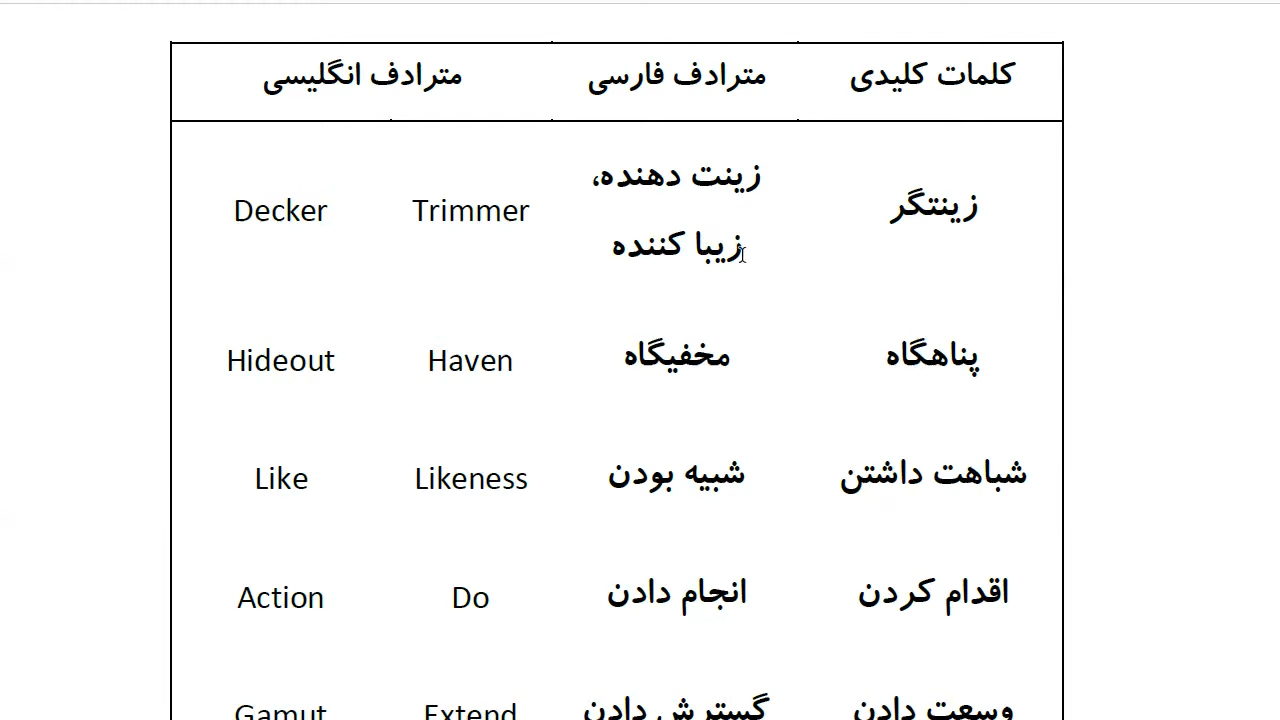 کلمات کلیدی مترادف فارسی مترادف انگلیسی
زینتگر زینت دهنده، زیبا کننده Trimmer Decker
پناهگاه مخفیگاه Haven Hideout
شباهت داشتن شبیه بودن Likeness Like
اقدام کردن انجام دادن Do Action
وسعت دادن گسترش دادن Extend Gamut